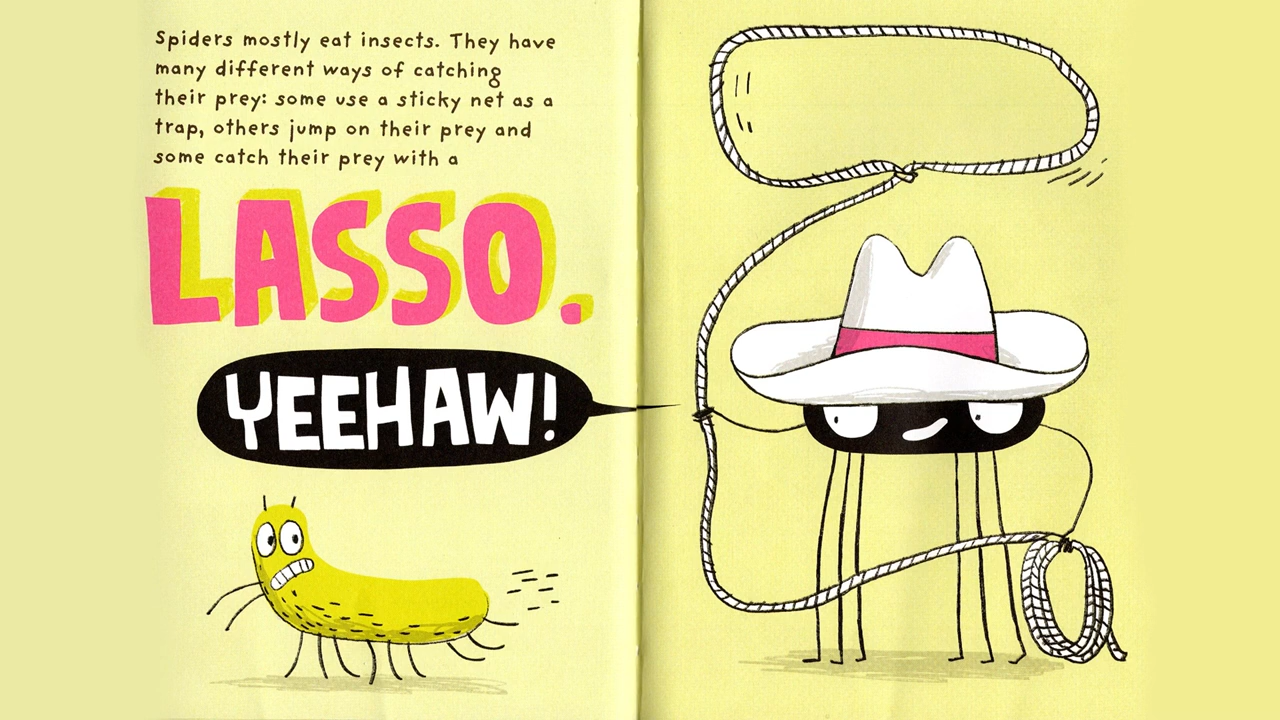 Spiders mostly eat insects. They have
many different ways of catching
their prey: some use a sticky net as a
trap, others jump on their prey and
some catch their prey with a
LASSO.
YEEHAW!